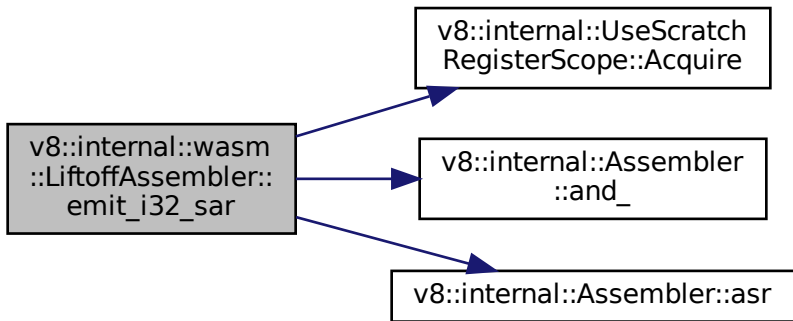 v8::internal::wasm
::LiftoffAssembler::
emit_i32_sar
v8::internal::UseScratch
RegisterScope::Acquire
v8::internal::Assembler
::and_
v8::internal::Assembler::asr